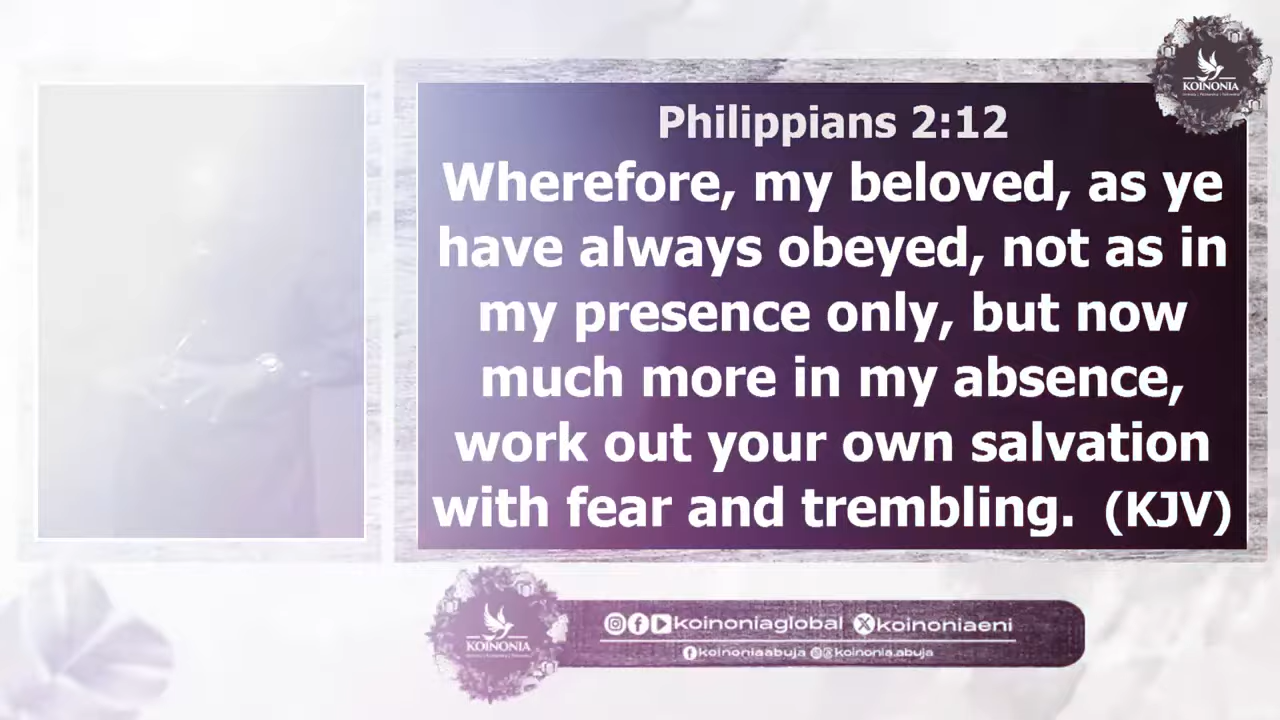 KOINONIA
Philippians 2:12
Wherefore, my beloved, as ye
have always obeyed, not as in
my presence only, but now
much more in my absence,
work out your own salvation
with fear and trembling. (KJV)
KOINONIA
koinoniaglobal koinoniaeni
koinoniaabuja koinonia.abuja